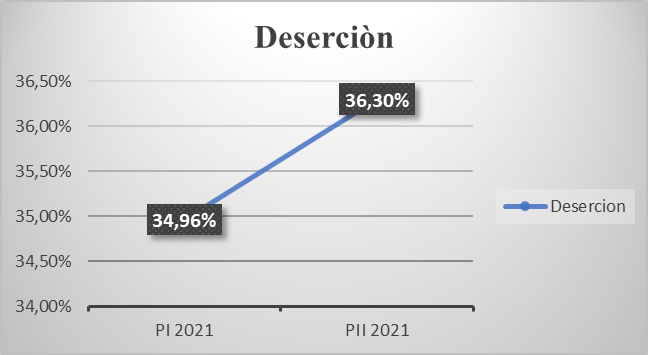 Deserciòn
36,50%
36,00%
35,50%
35,00%
34,50%
34,00%
36,30%
34,96%
PI 2021
PII 2021
Desercion